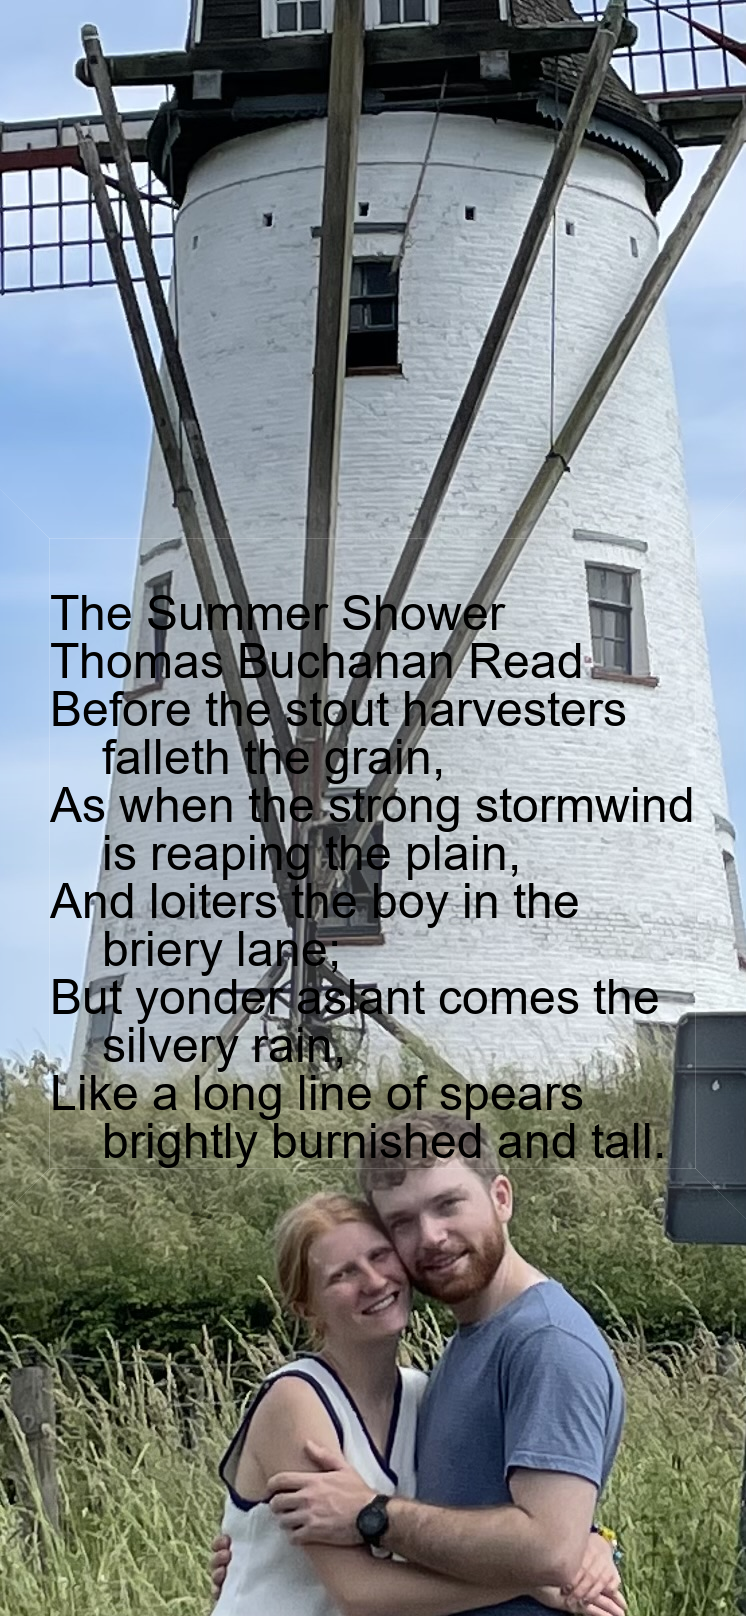 The Summer Shower
Thomas Buchanan Read
Before the stout harvesters
falleth the grain,
As when the strong stormwind
is reaping the plain,
And loiters the boy in the
briery lane;
But yonder aslant comes the
silvery rain,
Like a long line of spears
brightly burnished and tall.